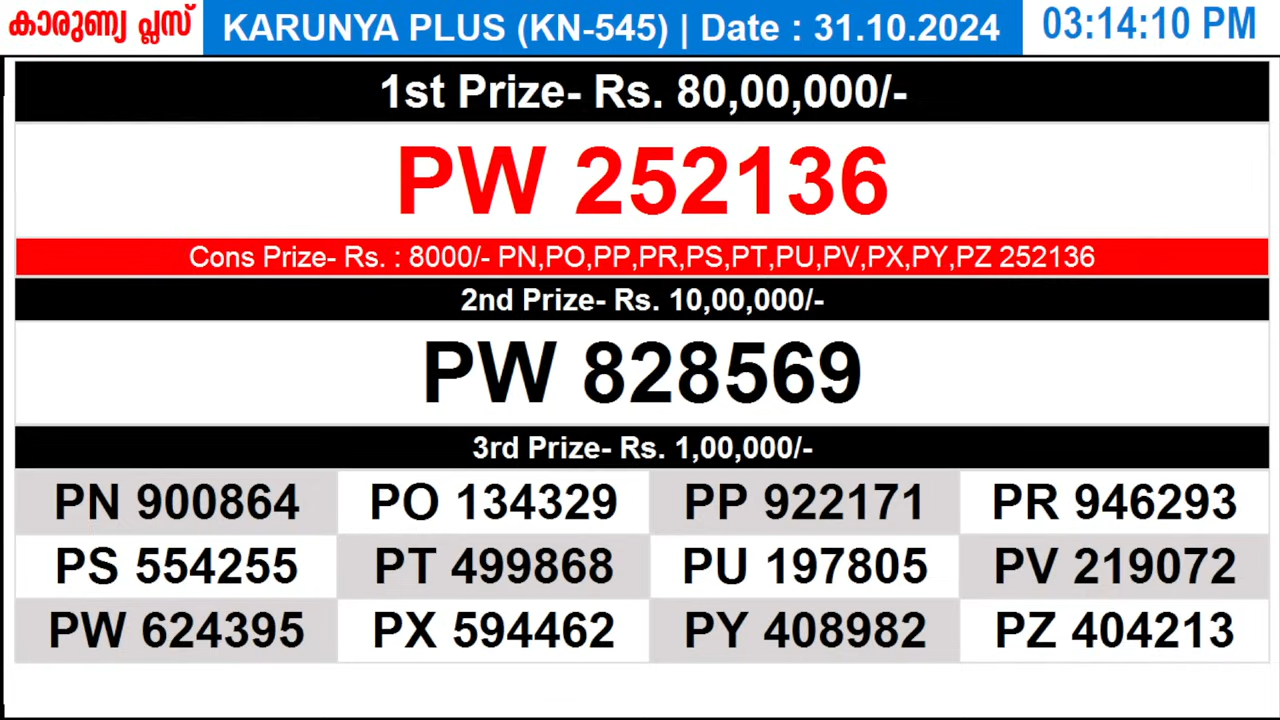 കാരുണ്യ പ്ലസ് KARUNYA PLUS (KN-545) | Date : 31.10.2024 03:14:10 PM
1st Prize- Rs. 80,00,000/-
PW 252136
Cons Prize- Rs. : 8000/- PN,PO,PP,PR,PS,PT,PU,PV,PX,PY,PZ 252136
2nd Prize- Rs. 10,00,000/-
PW 828569
3rd Prize- Rs. 1,00,000/-
PN 900864 PO 134329 PP 922171 PR 946293
PS 554255 PT 499868 PU 197805 PV 219072
PW 624395 PX 594462 PY 408982 PZ 404213